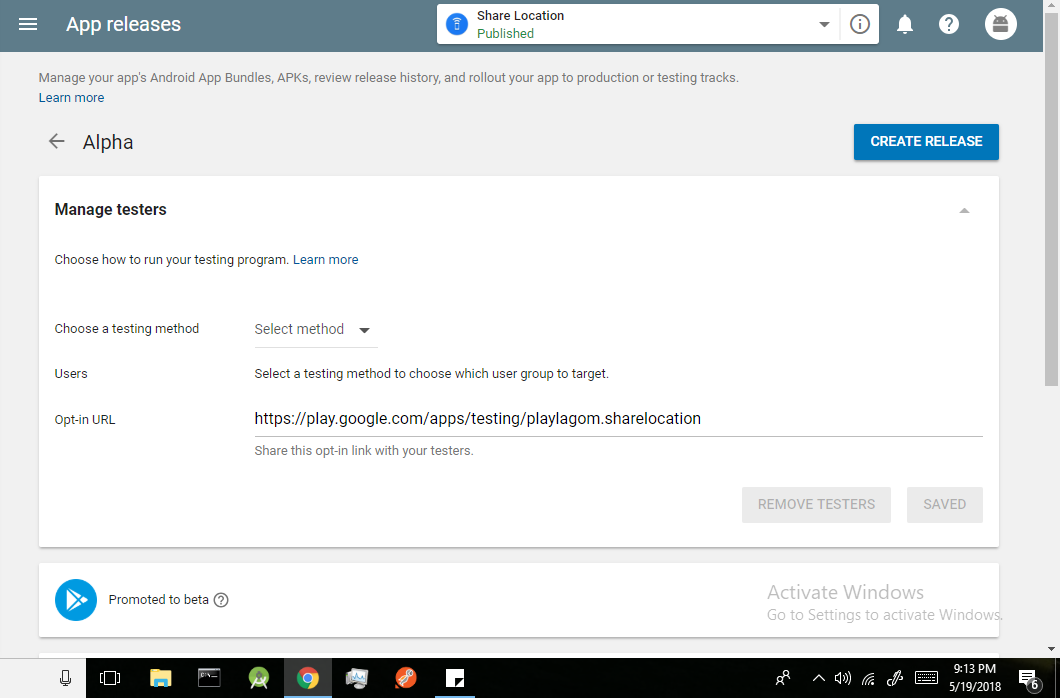 App releases
Share Location
Published
Manage your app's Android App Bundles, APKs, review release history, and rollout your app to production or testing tracks.
Learn more
Alpha
CREATE RELEASE
Manage testers
Choose how to run your testing program. Learn more
Choose a testing method
Select method
Users
Select a testing method to choose which user group to target.
Opt-in URL
https://play.google.com/apps/testing/playlagom.sharelocation
Share this opt-in link with your testers.
REMOVE TESTERS
SAVED
Promoted to beta
Activate Windows
Go to Settings to activate Windows.
9:13 PM
5/19/2018
6